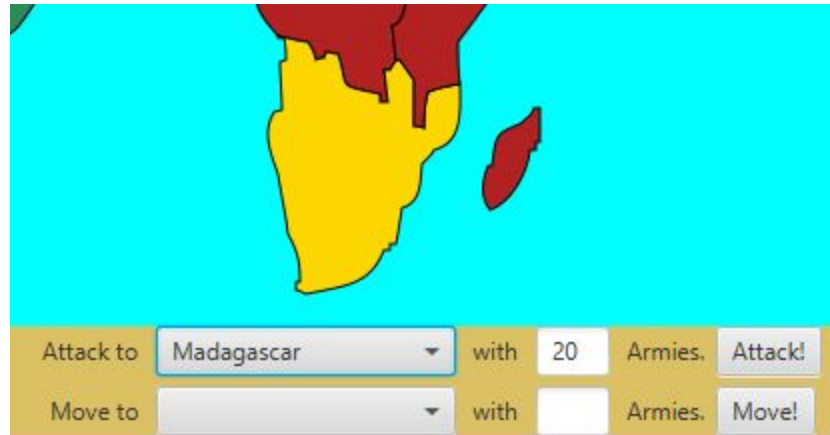 Attack to Madagascar with 20 Armies. Attack!
Move to with Armies. Move!